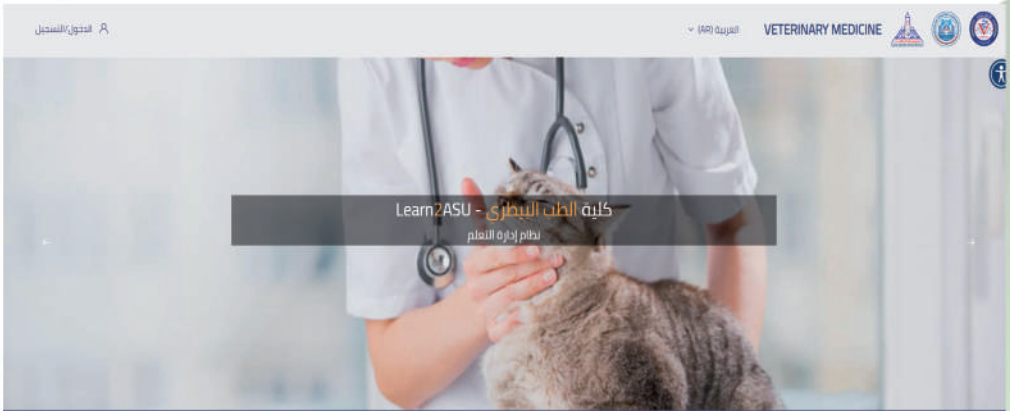 VETERINARY MEDICINE
العربية (AR)
الدخول/التسجيل
كلية الطب البيطري - Learn2ASU
نظام إدارة التعلم